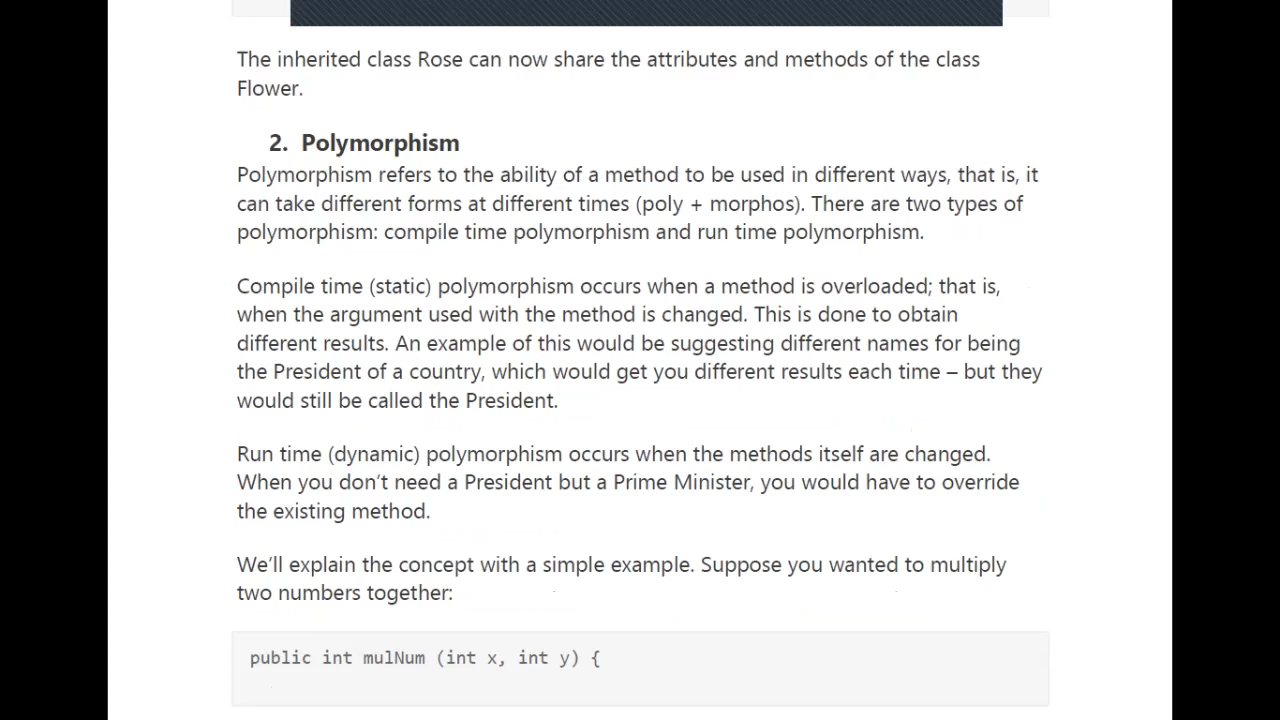 The inherited class Rose can now share the attributes and methods of the class
Flower.
2. Polymorphism
Polymorphism refers to the ability of a method to be used in different ways, that is, it
can take different forms at different times (poly + morphos). There are two types of
polymorphism: compile time polymorphism and run time polymorphism.
Compile time (static) polymorphism occurs when a method is overloaded; that is,
when the argument used with the method is changed. This is done to obtain
different results. An example of this would be suggesting different names for being
the President of a country, which would get you different results each time – but they
would still be called the President.
Run time (dynamic) polymorphism occurs when the methods itself are changed.
When you don’t need a President but a Prime Minister, you would have to override
the existing method.
We’ll explain the concept with a simple example. Suppose you wanted to multiply
two numbers together:
public int mulNum (int x, int y) {